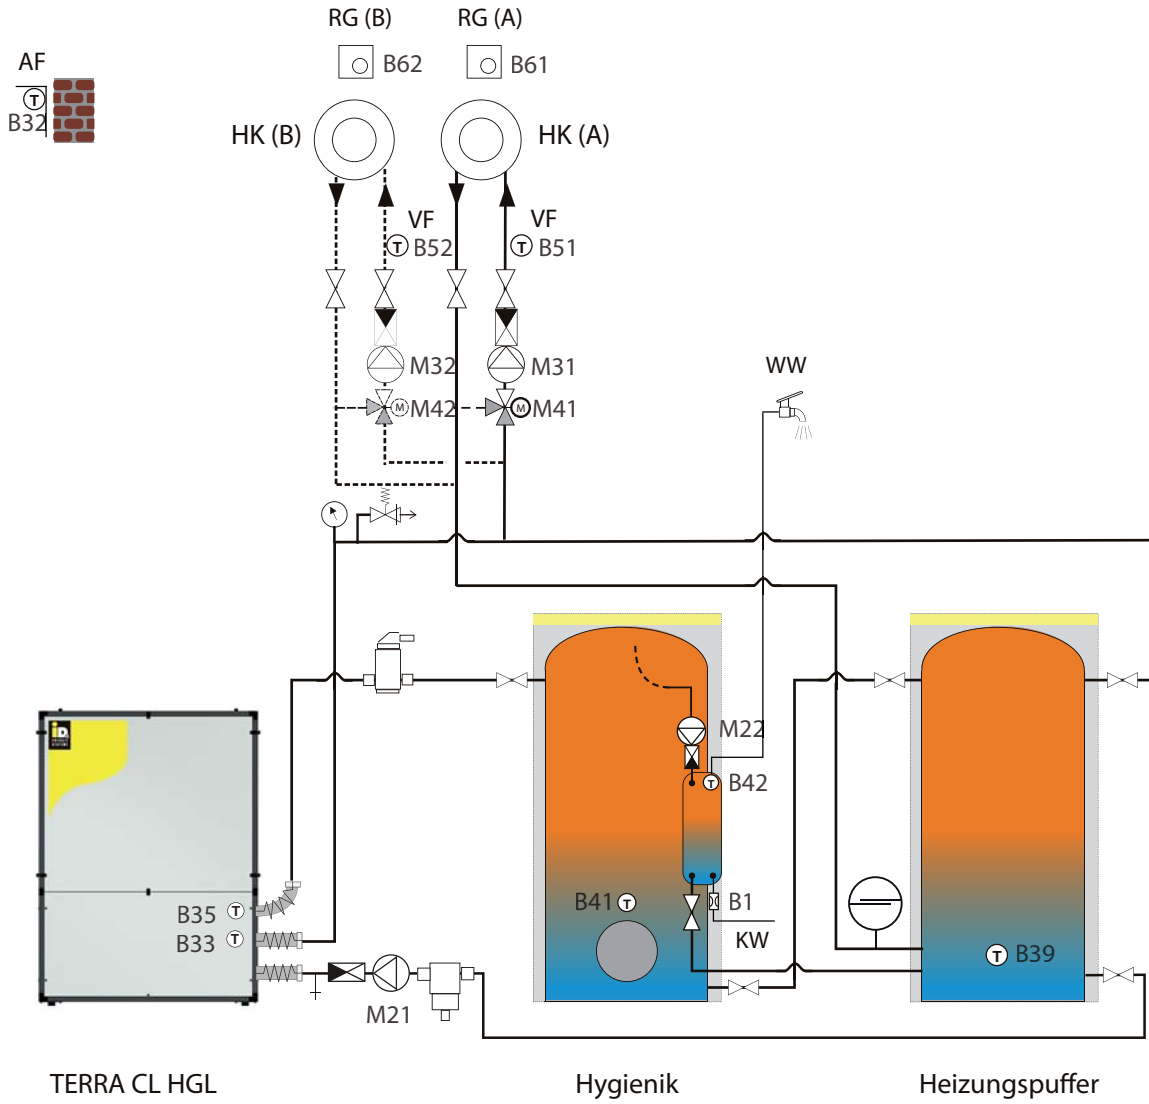 RG (B)
RG (A)
AF
B62
B61
T
B32
HK (B)
HK (A)
VF
VF
T
B52
T
B51
M32
M31
WW
M
M42
M
M41
M22
iD
T
B42
B35
T
B41
T
B1
B33
T
KW
T
B39
M21
TERRA CL HGL
Hygienik
Heizungspuffer